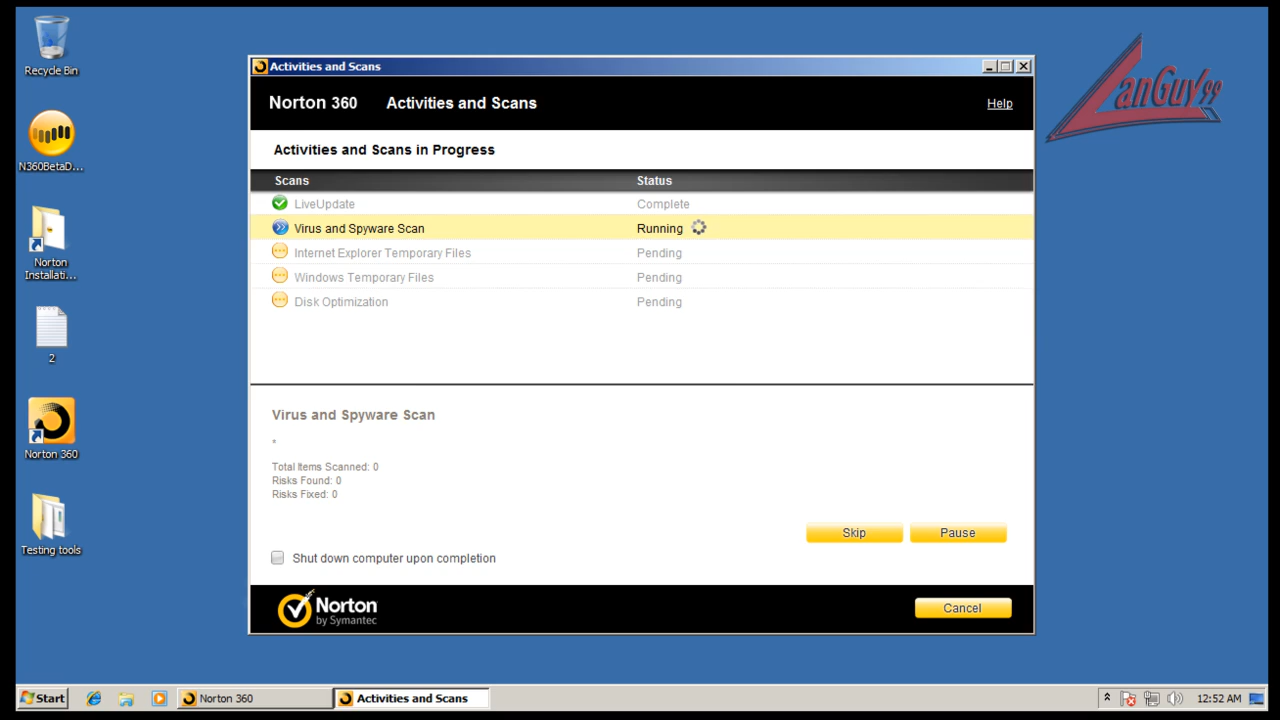 Recycle Bin
N360BetaD...
Norton
Installati...
2
Norton 360
Testing tools
LanGuy99
Activities and Scans
Norton 360 Activities and Scans Help
Activities and Scans in Progress
Scans Status
LiveUpdate Complete
Virus and Spyware Scan Running
Internet Explorer Temporary Files Pending
Windows Temporary Files Pending
Disk Optimization Pending
Virus and Spyware Scan
*
Total Items Scanned: 0
Risks Found: 0
Risks Fixed: 0
Skip Pause
Shut down computer upon completion
Norton
by Symantec
Cancel
Start Norton 360 Activities and Scans 12:52 AM